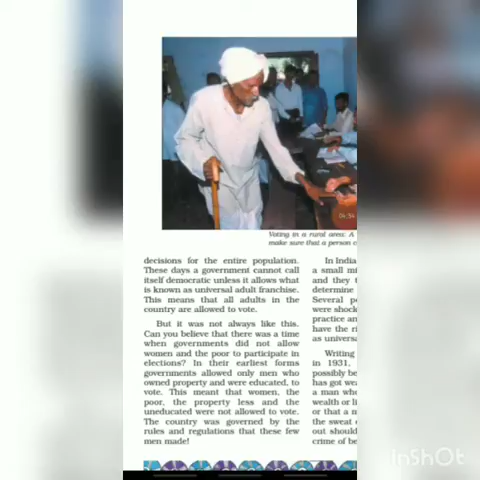 Voting in a rural area: A
make sure that a person c
decisions for the entire population.
These days a government cannot call
itself democratic unless it allows what
is known as universal adult franchise.
This means that all adults in the
country are allowed to vote.
But it was not always like this.
Can you believe that there was a time
when governments did not allow
women and the poor to participate in
elections? In their earliest forms
governments allowed only men who
owned property and were educated, to
vote. This meant that women, the
poor, the property less and the
uneducated were not allowed to vote.
The country was governed by the
rules and regulations that these few
men made!
In India
a small mi
and they t
determine
Several pe
were shock
practice an
have the ri
as universa
Writing
in 1931,
possibly be
has got wea
a man who
wealth or li
or that a m
the sweat o
out should
crime of be
InShOt